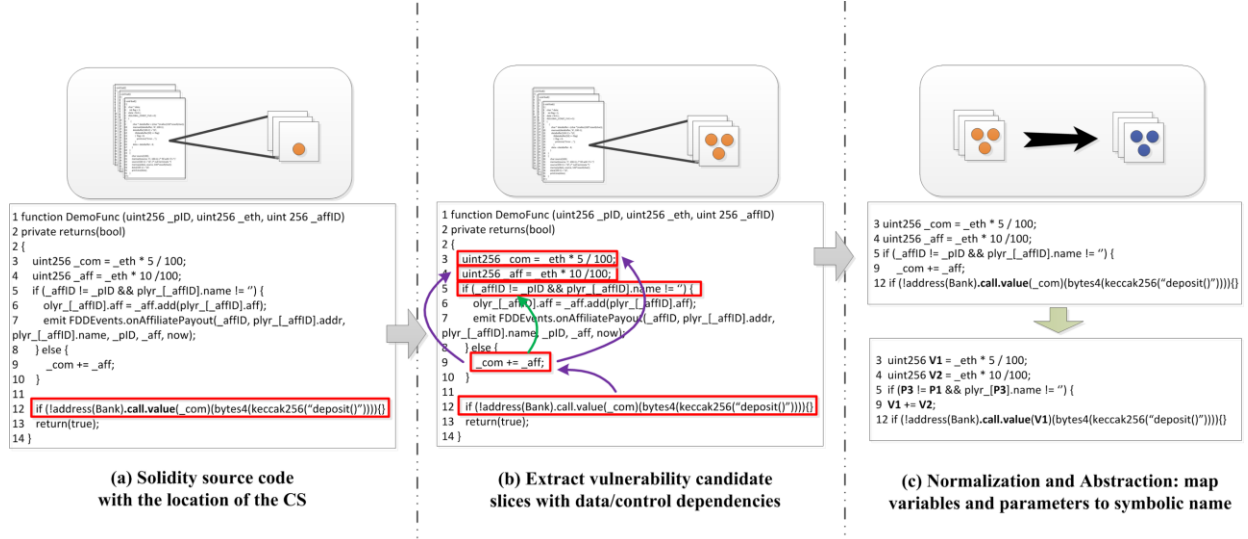 1 function DemoFunc (uint256 _pID, uint256 _eth, uint 256 _affID)
2 private returns(bool)
2 {
3 uint256 _com = _eth * 5 / 100;
4 uint256 _aff = _eth * 10 /100;
5 if (_affID != _pID && plyr_[_affID].name != '') {
6 olyr_[_affID].aff = _aff.add(plyr_[_affID].aff);
7 emit FDDEvents.onAffiliatePayout(_affID, plyr_[_affID].addr,
plyr_[_affID].name, _pID, _aff, now);
8 } else {
9 _com += _aff;
10 }
11
12 if (!address(Bank).call.value(_com)(bytes4(keccak256("deposit()")))){}
13 return(true);
14 }
(a) Solidity source code
with the location of the CS
1 function DemoFunc (uint256 _pID, uint256 _eth, uint 256 _affID)
2 private returns(bool)
2 {
3 uint256 _com = _eth * 5 / 100;
4 uint256 _aff = _eth * 10 /100;
5 if (_affID != _pID && plyr_[_affID].name != '') {
6 olyr_[_affID].aff = _aff.add(plyr_[_affID].aff);
7 emit FDDEvents.onAffiliatePayout(_affID, plyr_[_affID].addr,
plyr_[_affID].name, _pID, _aff, now);
8 } else {
9 _com += _aff;
10 }
11
12 if (!address(Bank).call.value(_com)(bytes4(keccak256("deposit()")))){}
13 return(true);
14 }
(b) Extract vulnerability candidate
slices with data/control dependencies
3 uint256 _com = _eth * 5 / 100;
4 uint256 _aff = _eth * 10 /100;
5 if (_affID != _pID && plyr_[_affID].name != '') {
9 _com += _aff;
12 if (!address(Bank).call.value(_com)(bytes4(keccak256("deposit()")))){}
3 uint256 V1 = _eth * 5 / 100;
4 uint256 V2 = _eth * 10 /100;
5 if (P3 != P1 && plyr_[P3].name != '') {
9 V1 += V2;
12 if (!address(Bank).call.value(V1)(bytes4(keccak256("deposit()")))){}
(c) Normalization and Abstraction: map
variables and parameters to symbolic name